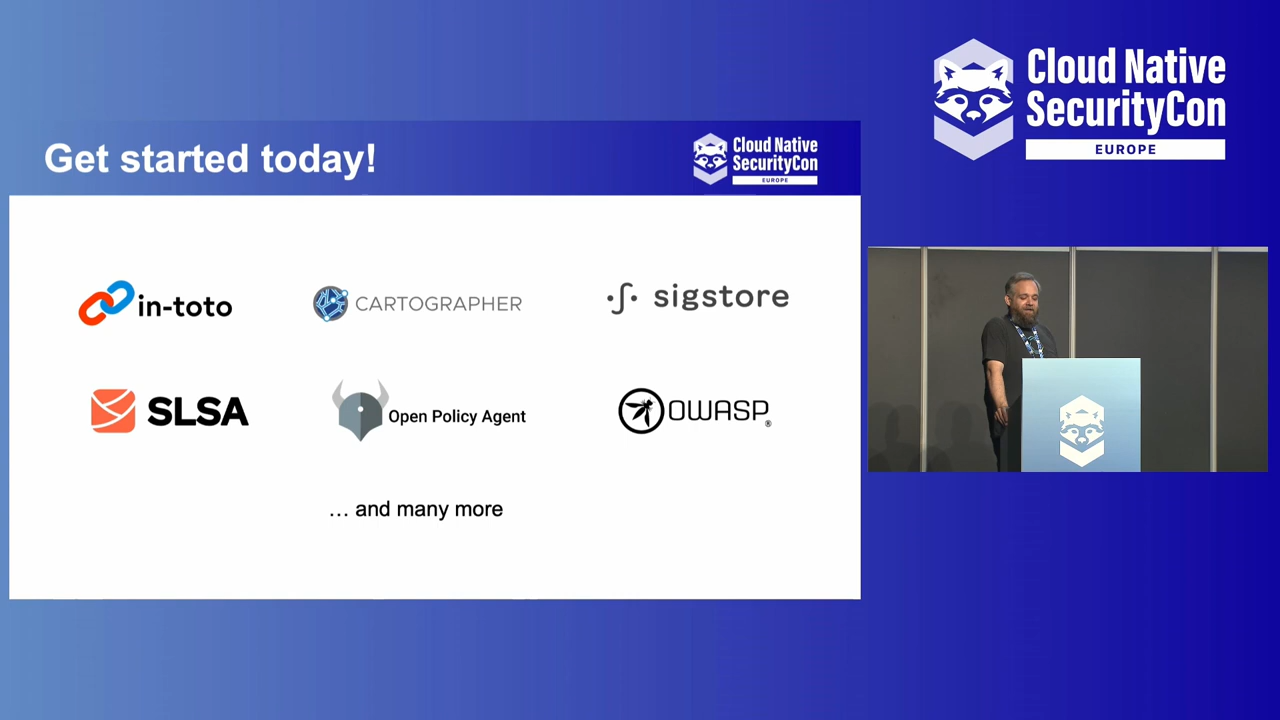 Get started today!
Cloud Native
SecurityCon
EUROPE
in-toto
CARTOGRAPHER
sigstore
SLSA
Open Policy Agent
OWASP®
… and many more
Cloud Native
SecurityCon
EUROPE